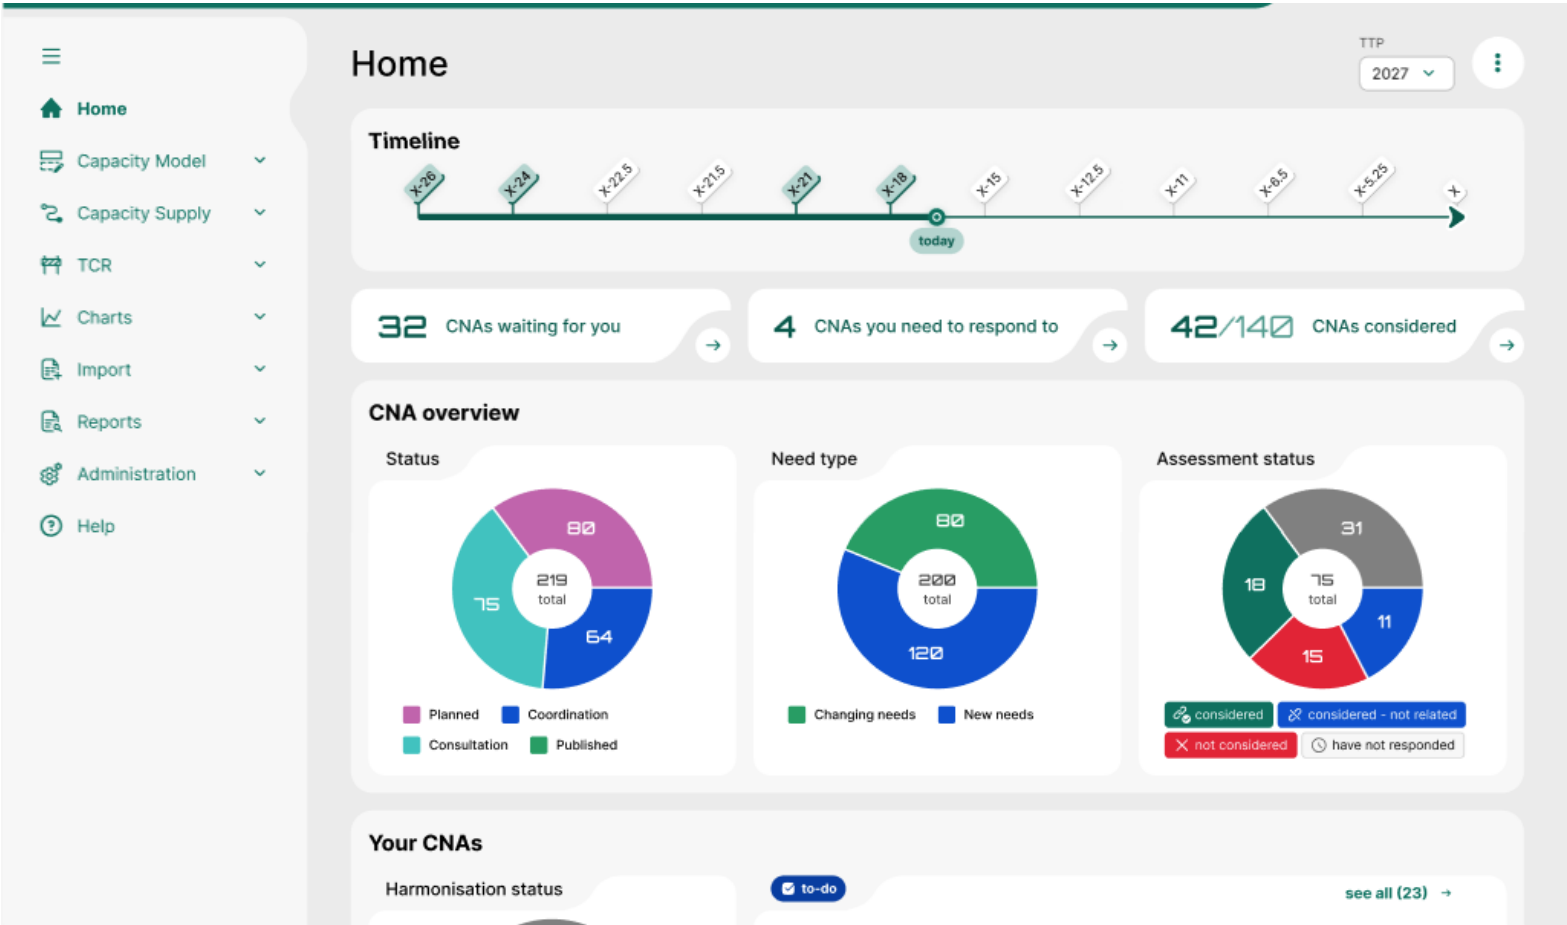 Home
TTP
2027
Home
Capacity Model
Capacity Supply
TCR
Charts
Import
Reports
Administration
Help
Timeline
X-26 X-24 X-22.5 X-21.5 X-21 X-18 X-15 X-12.5 X-11 X-6.5 X-5.25 X
today
32 CNAs waiting for you
4 CNAs you need to respond to
42/140 CNAs considered
CNA overview
Status
80
75
64
219
total
Planned Coordination
Consultation Published
Need type
80
200
total
120
Changing needs New needs
Assessment status
31
18
75
total
11
15
considered considered - not related
not considered have not responded
Your CNAs
Harmonisation status
to-do
see all (23)